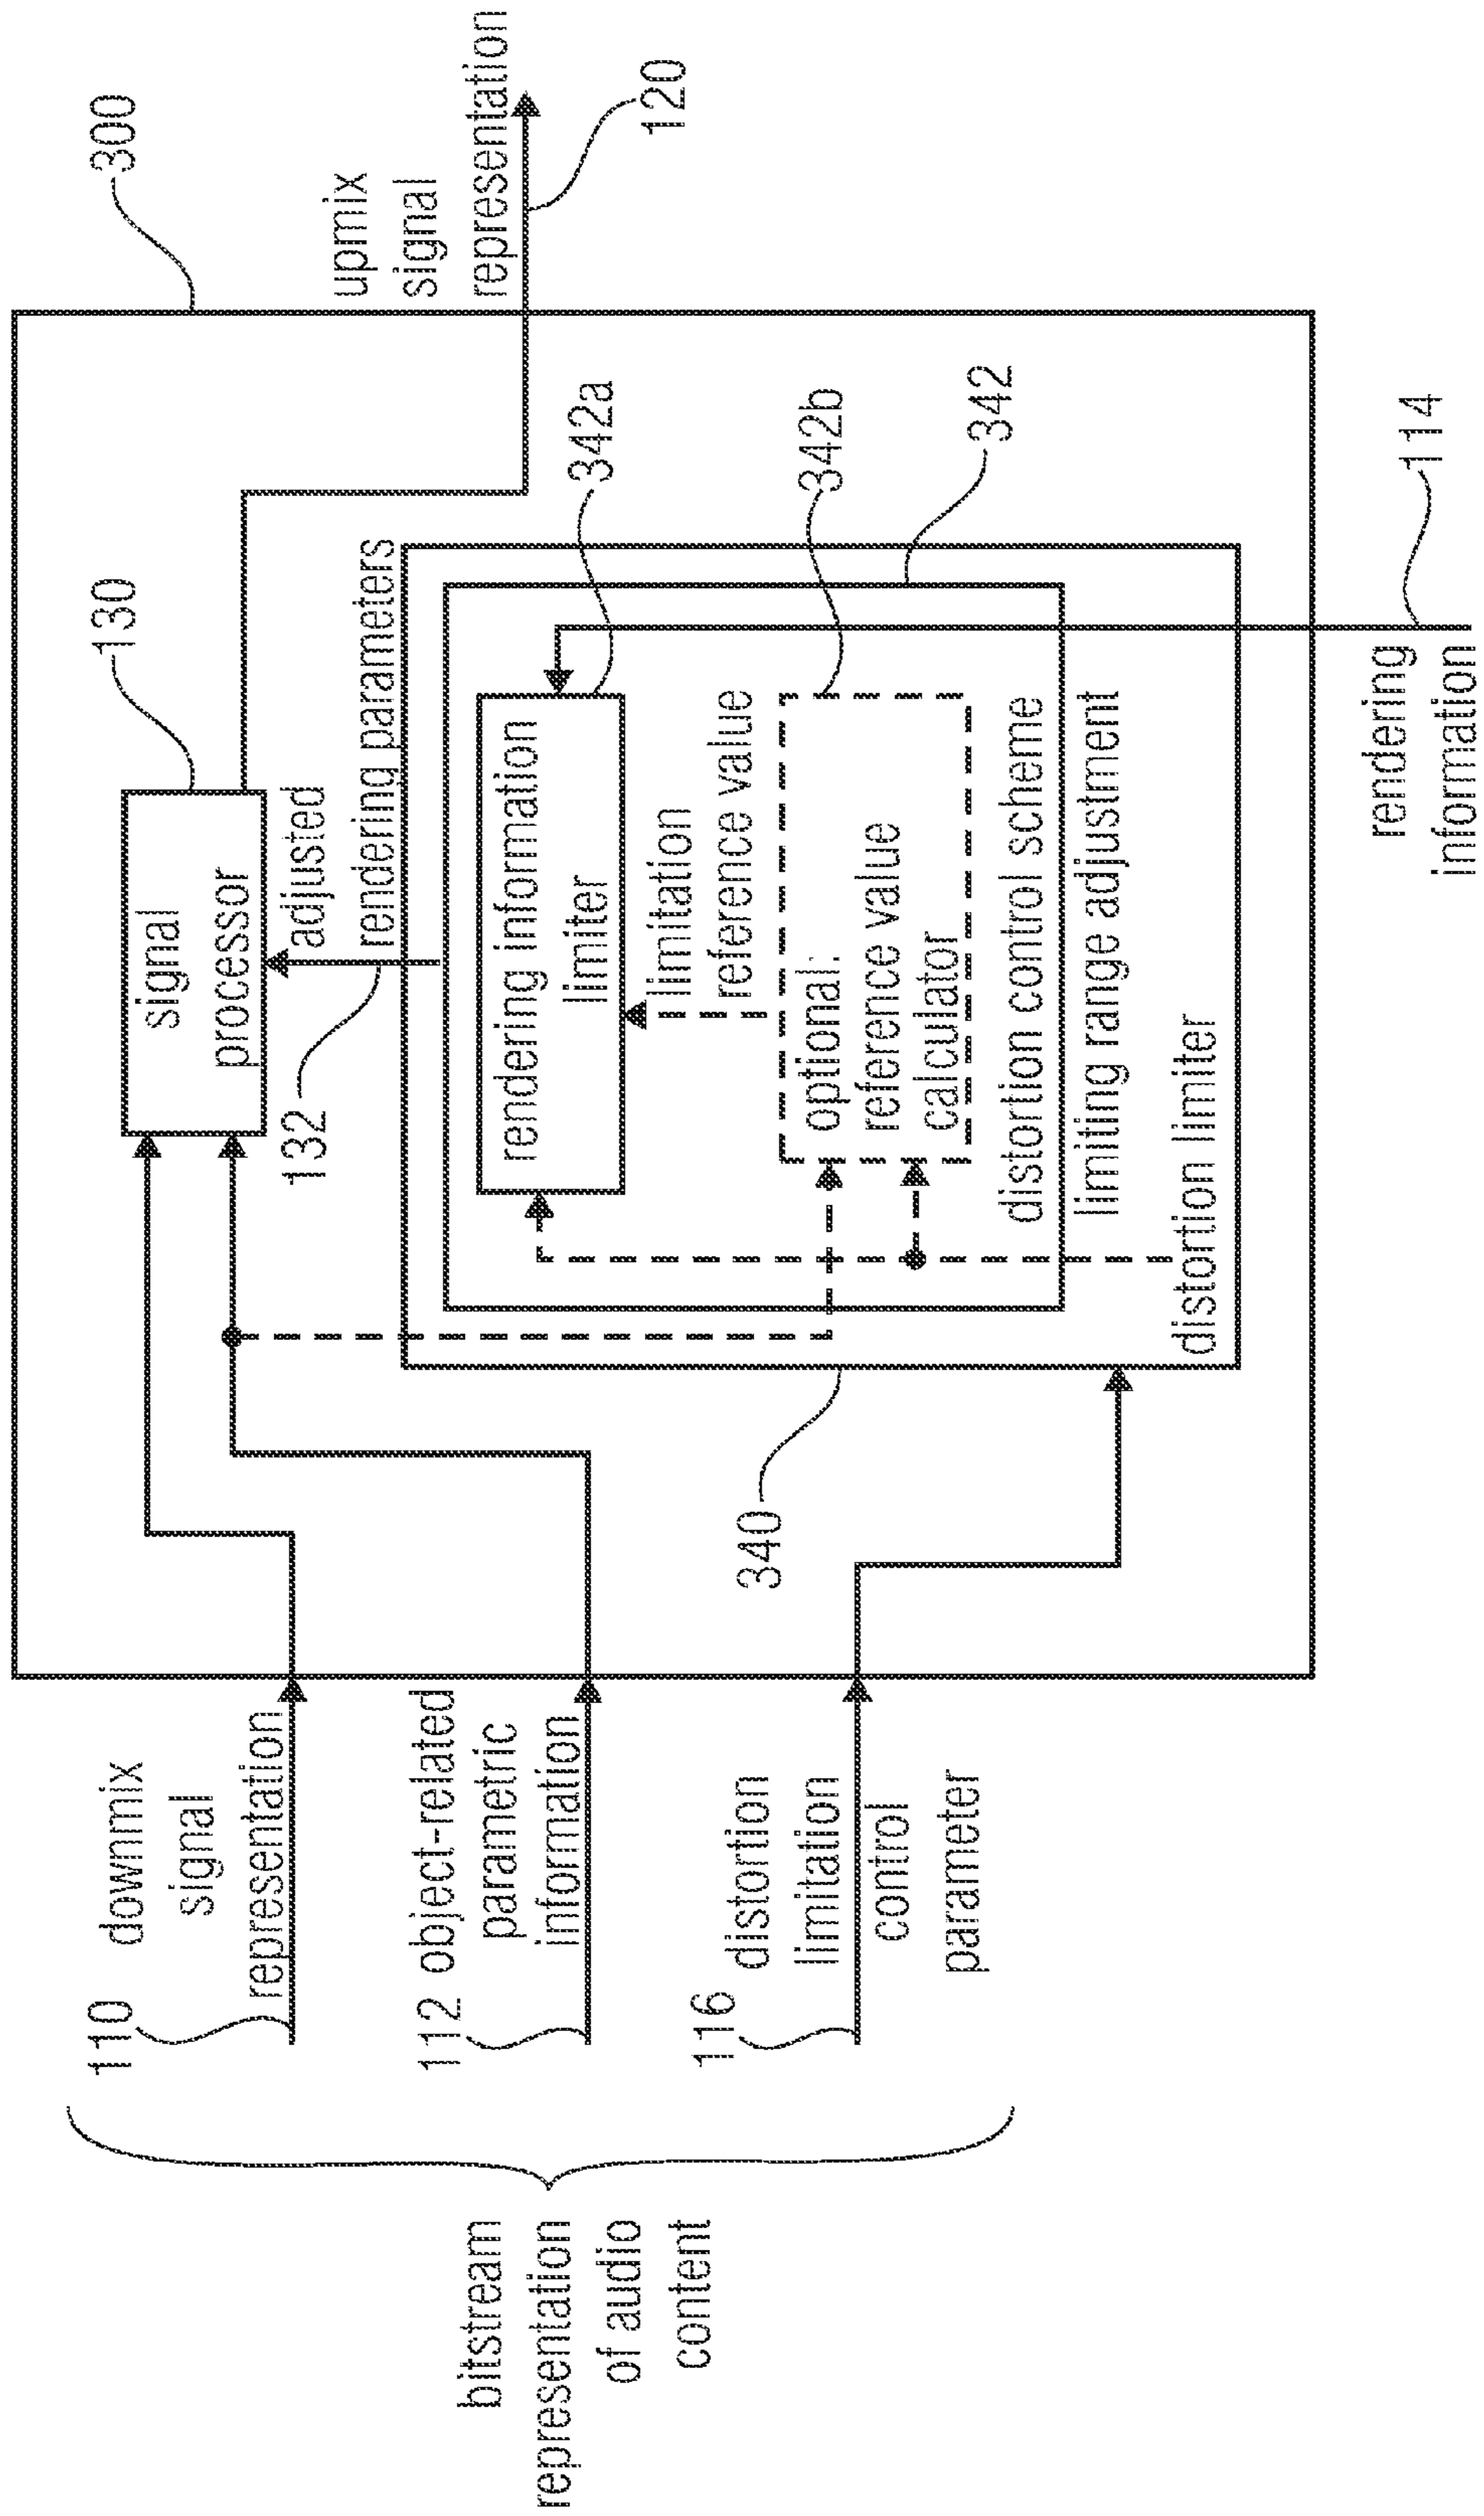 300
130
signal
processor
upmix
signal
representation
120
110
downmix
signal
representation
132
adjusted
rendering parameters
112
object-related
parametric
information
rendering information
limiter
342a
limitation
reference value
bitstream
representation
of audio
content
116
distortion
limitation
control
parameter
340
optional:
reference value
calculator
342b
distortion control scheme
342
limiting range adjustment
distortion limiter
rendering
information
114